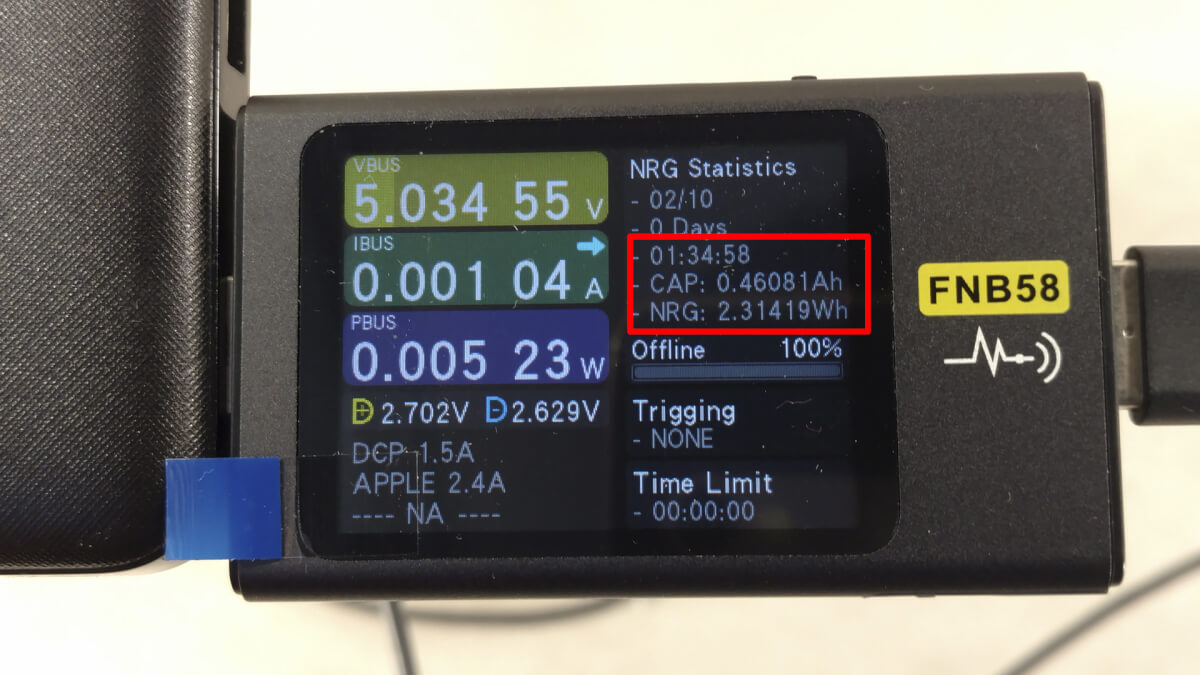 VBUS
5.034 55 V
IBUS
0.001 04 A
PBUS
0.005 23 W
D+ 2.702V D- 2.629V
DCP 1.5A
APPLE 2.4A
---- NA ----
NRG Statistics
- 02/10
- 0 Days
- 01:34:58
- CAP: 0.46081Ah
- NRG: 2.31419Wh
Offline 100%
Trigging
- NONE
Time Limit
- 00:00:00
FNB58